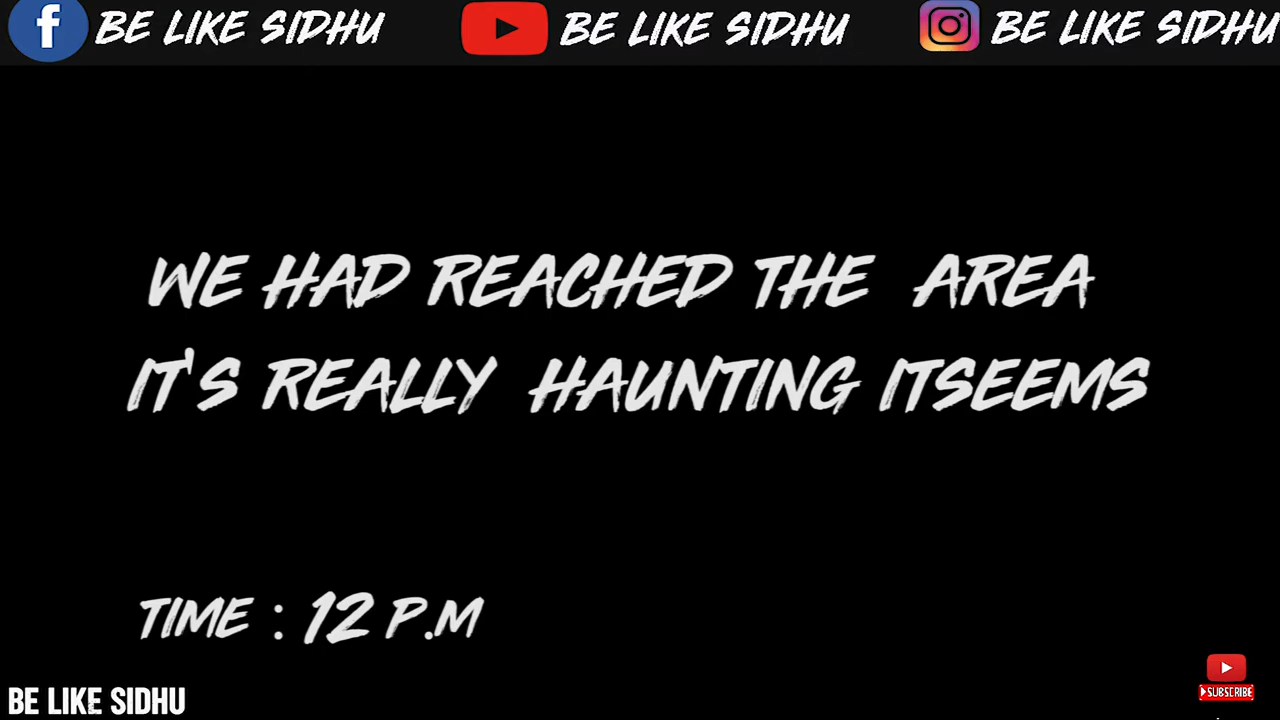 BE LIKE SIDHU BE LIKE SIDHU BE LIKE SIDHU
WE HAD REACHED THE AREA
IT'S REALLY HAUNTING ITSEEMS
TIME : 12 P.M
BE LIKE SIDHU
SUBSCRIBE